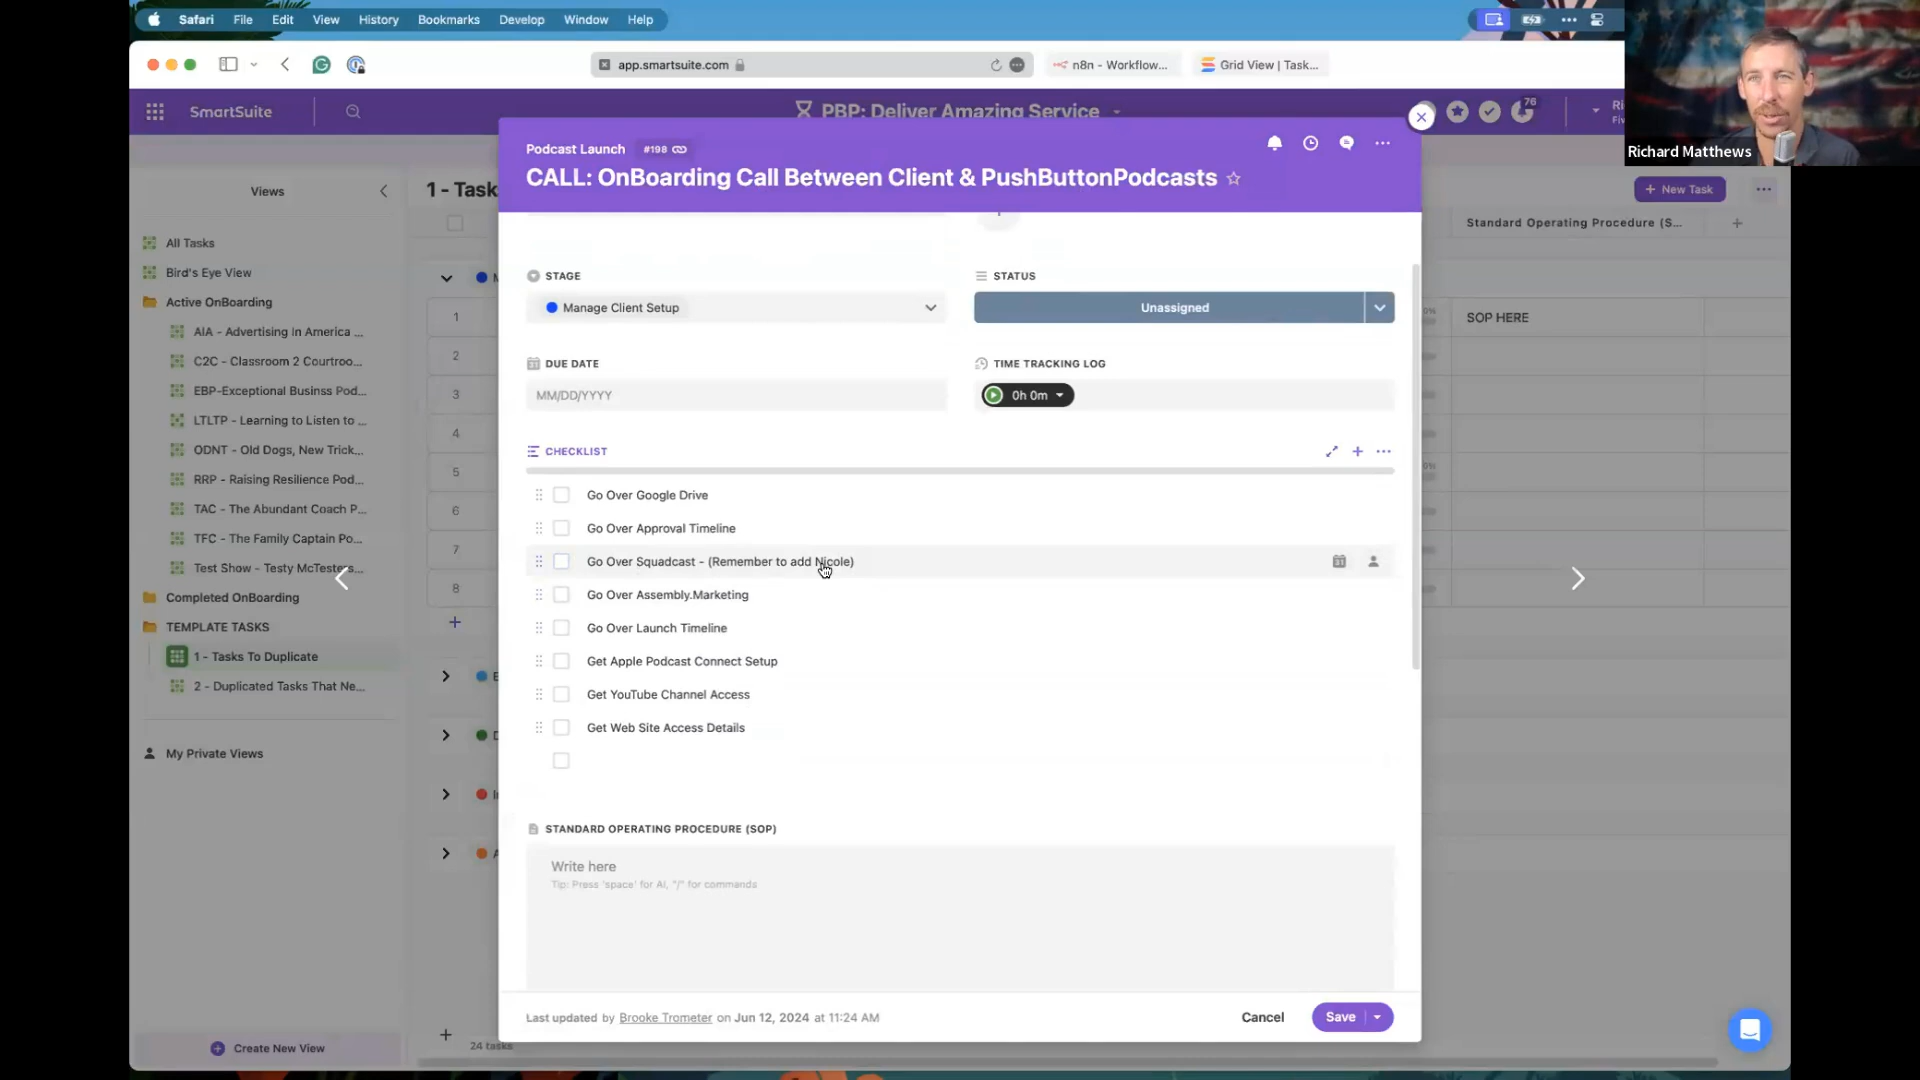 Safari File Edit View History Bookmarks Develop Window Help
app.smartsuite.com
n8n - Workflow...
Grid View | Task...
Richard Matthews
SmartSuite
PBP: Deliver Amazing Service
76
Views
All Tasks
Bird's Eye View
Active OnBoarding
AIA - Advertising In America ...
C2C - Classroom 2 Courtroo...
EBP-Exceptional Businss Pod...
LTLTP - Learning to Listen to ...
ODNT - Old Dogs, New Trick...
RRP - Raising Resilience Pod...
TAC - The Abundant Coach P...
TFC - The Family Captain Po...
Test Show - Testy McTesters...
Completed OnBoarding
TEMPLATE TASKS
1 - Tasks To Duplicate
2 - Duplicated Tasks That Ne...
My Private Views
Create New View
1 - Task
1
2
3
4
5
6
7
8
24 tasks
New Task
Standard Operating Procedure (S...
SOP HERE
Podcast Launch
#198
CALL: OnBoarding Call Between Client & PushButtonPodcasts
STAGE
Manage Client Setup
STATUS
Unassigned
DUE DATE
MM/DD/YYYY
TIME TRACKING LOG
0h 0m
CHECKLIST
Go Over Google Drive
Go Over Approval Timeline
Go Over Squadcast - (Remember to add Nicole)
Go Over Assembly.Marketing
Go Over Launch Timeline
Get Apple Podcast Connect Setup
Get YouTube Channel Access
Get Web Site Access Details
STANDARD OPERATING PROCEDURE (SOP)
Write here
Tip: Press 'space' for AI, "/" for commands
Last updated by Brooke Trometer on Jun 12, 2024 at 11:24 AM
Cancel
Save